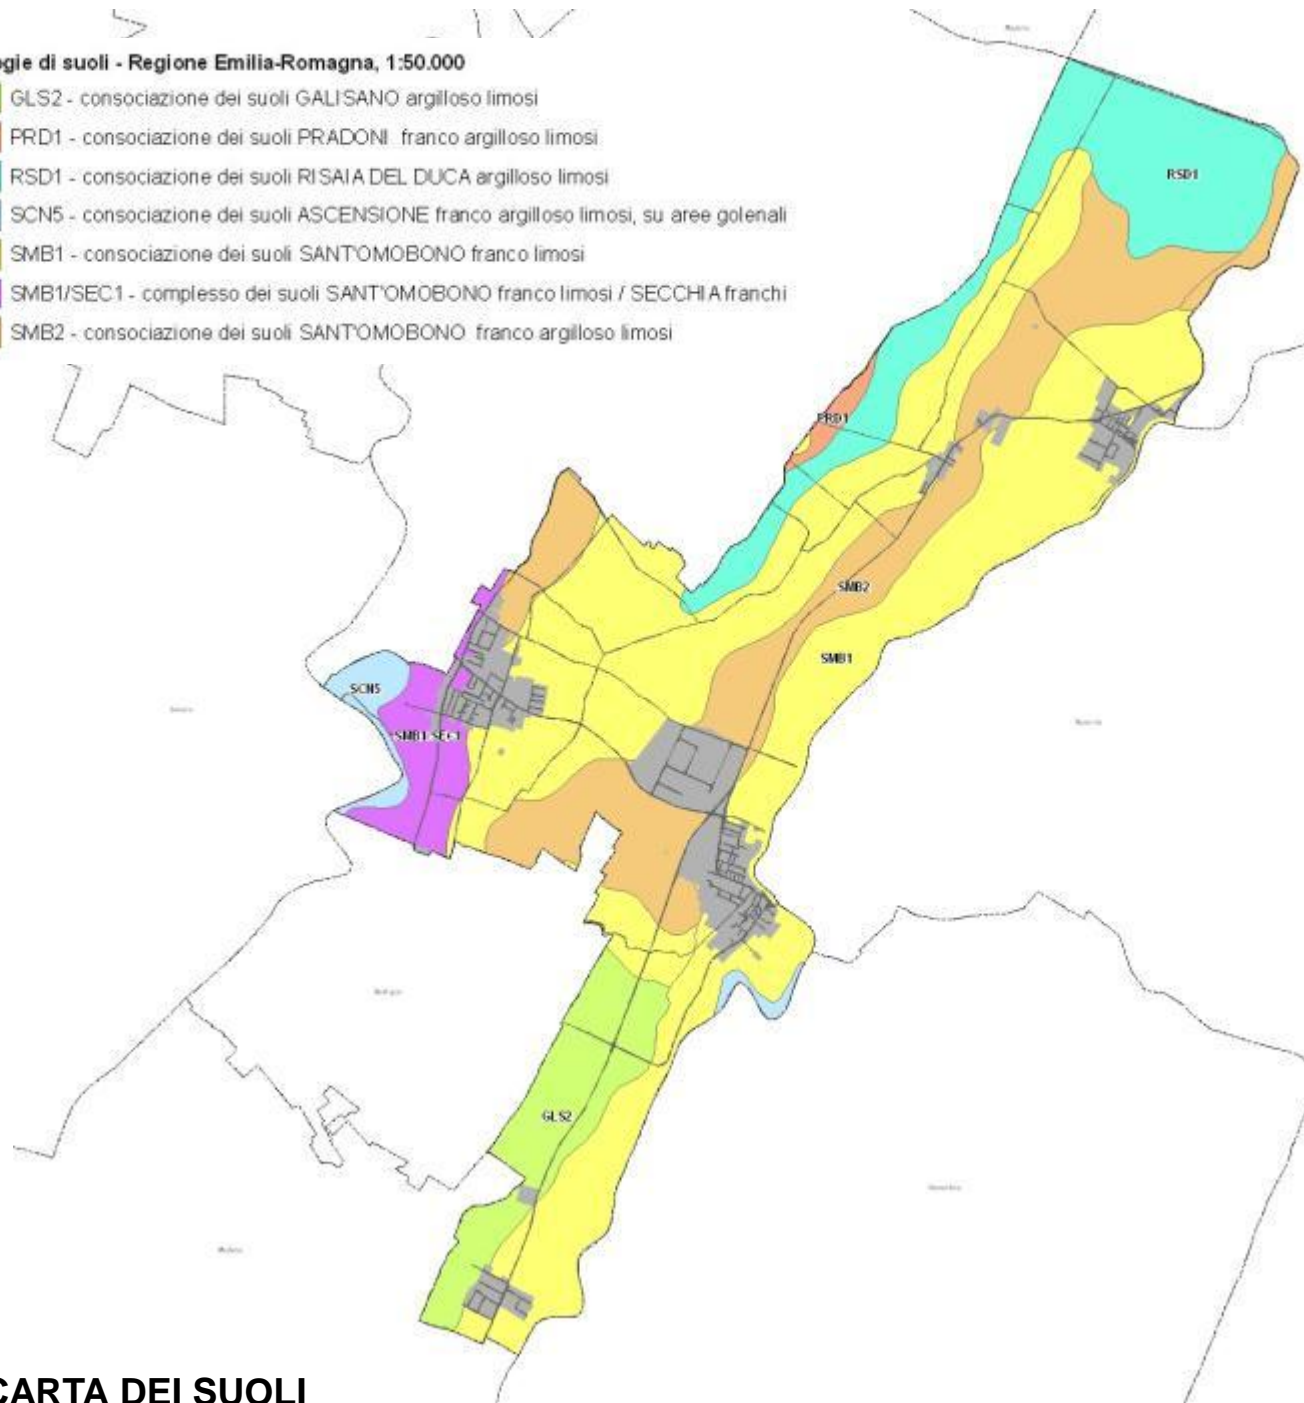 ogie di suoli - Regione Emilia-Romagna, 1:50.000
GLS2 - consociazione dei suoli GALISANO argilloso limosi
PRD1 - consociazione dei suoli PRADONI franco argilloso limosi
RSD1 - consociazione dei suoli RISAIA DEL DUCA argilloso limosi
SCN5 - consociazione dei suoli ASCENSIONE franco argilloso limosi, su aree golenali
SMB1 - consociazione dei suoli SANT'OMOBONO franco limosi
SMB1/SEC1 - complesso dei suoli SANT'OMOBONO franco limosi / SECCHIA franchi
SMB2 - consociazione dei suoli SANT'OMOBONO franco argilloso limosi
RSD1
PRD1
SMB2
SMB1
SCN5
SMB1/SEC1
GLS2
CARTA DEI SUOLI